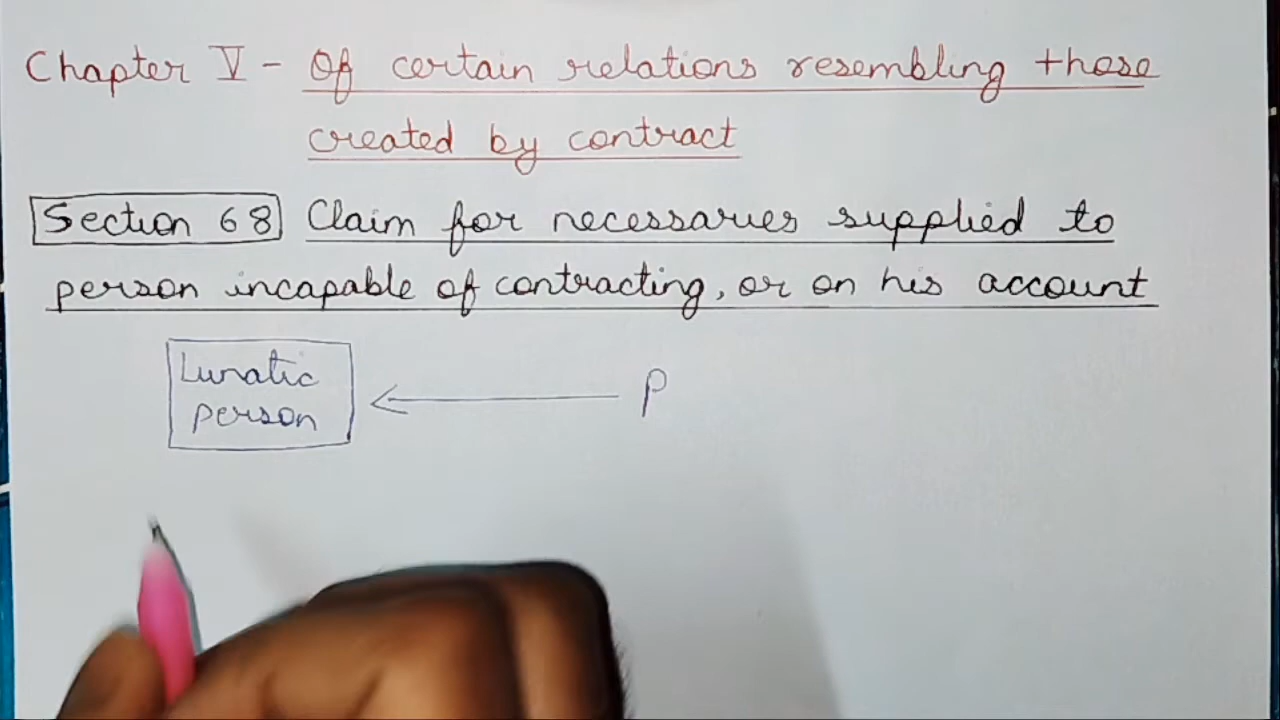 Chapter V - Of certain relations resembling those
created by contract
Section 68 Claim for necessaries supplied to
person incapable of contracting, or on his account
Lunatic
person
P